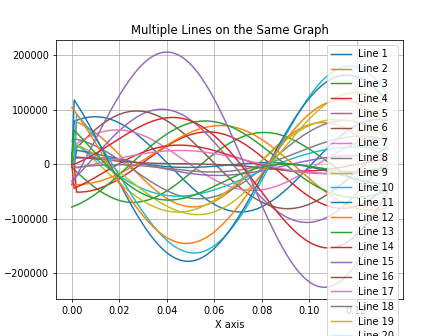 Multiple Lines on the Same Graph
200000
100000
0
−100000
−200000
0.00
0.02
0.04
0.06
0.08
0.10
X axis
Line 1
Line 2
Line 3
Line 4
Line 5
Line 6
Line 7
Line 8
Line 9
Line 10
Line 11
Line 12
Line 13
Line 14
Line 15
Line 16
Line 17
Line 18
Line 19
Line 20